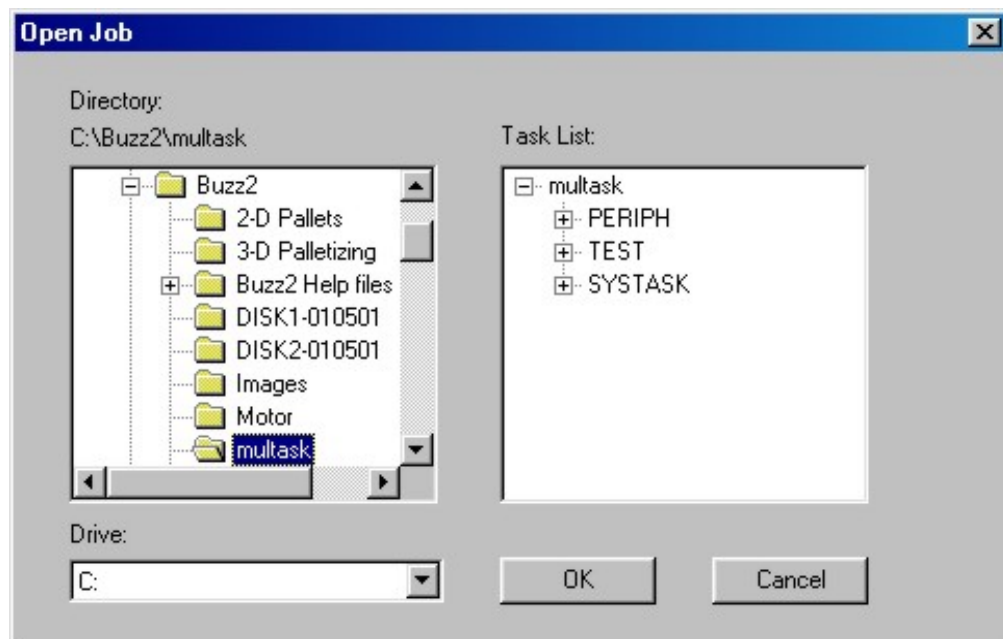 Open Job
Directory:
C:\Buzz2\multask
Buzz2
2-D Pallets
3-D Palletizing
Buzz2 Help files
DISK1-010501
DISK2-010501
Images
Motor
multask
Drive:
C:
Task List:
multask
PERIPH
TEST
SYSTASK
OK
Cancel